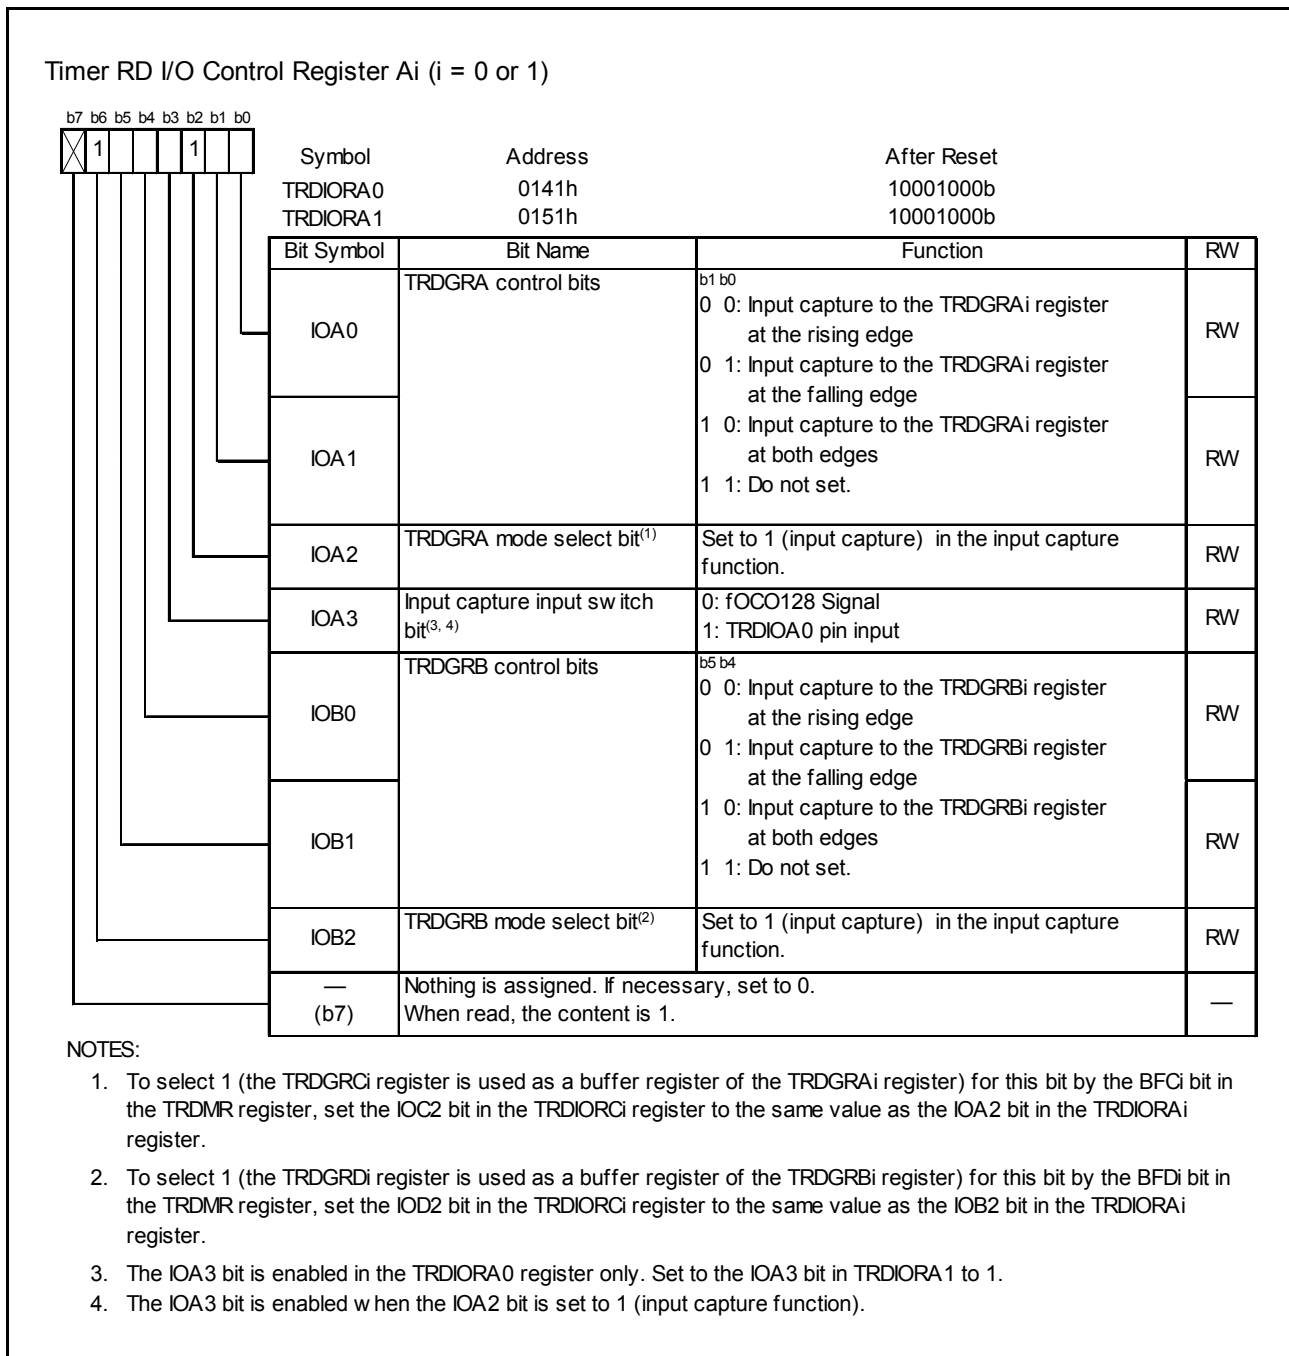 Timer RD I/O Control Register Ai (i = 0 or 1)
b7 b6 b5 b4 b3 b2 b1 b0
1 1
Symbol Address After Reset
TRDIORA0 0141h 10001000b
TRDIORA1 0151h 10001000b
Bit Symbol Bit Name Function RW
IOA0 TRDGRA control bits b1 b0
0 0: Input capture to the TRDGRAi register
at the rising edge RW
0 1: Input capture to the TRDGRAi register
at the falling edge
IOA1 1 0: Input capture to the TRDGRAi register
at both edges RW
1 1: Do not set.
IOA2 TRDGRA mode select bit(1) Set to 1 (input capture) in the input capture
function. RW
IOA3 Input capture input switch 0: fOCO128 Signal
bit(3, 4) 1: TRDIOA0 pin input RW
TRDGRB control bits b5 b4
IOB0 0 0: Input capture to the TRDGRBi register
at the rising edge RW
0 1: Input capture to the TRDGRBi register
at the falling edge
IOB1 1 0: Input capture to the TRDGRBi register
at both edges RW
1 1: Do not set.
IOB2 TRDGRB mode select bit(2) Set to 1 (input capture) in the input capture
function. RW
— Nothing is assigned. If necessary, set to 0.
(b7) When read, the content is 1. —
NOTES:
1. To select 1 (the TRDGRCi register is used as a buffer register of the TRDGRAi register) for this bit by the BFCi bit in
the TRDMR register, set the IOC2 bit in the TRDIORCi register to the same value as the IOA2 bit in the TRDIORAi
register.
2. To select 1 (the TRDGRDi register is used as a buffer register of the TRDGRBi register) for this bit by the BFDi bit in
the TRDMR register, set the IOD2 bit in the TRDIORCi register to the same value as the IOB2 bit in the TRDIORAi
register.
3. The IOA3 bit is enabled in the TRDIORA0 register only. Set to the IOA3 bit in TRDIORA1 to 1.
4. The IOA3 bit is enabled when the IOA2 bit is set to 1 (input capture function).